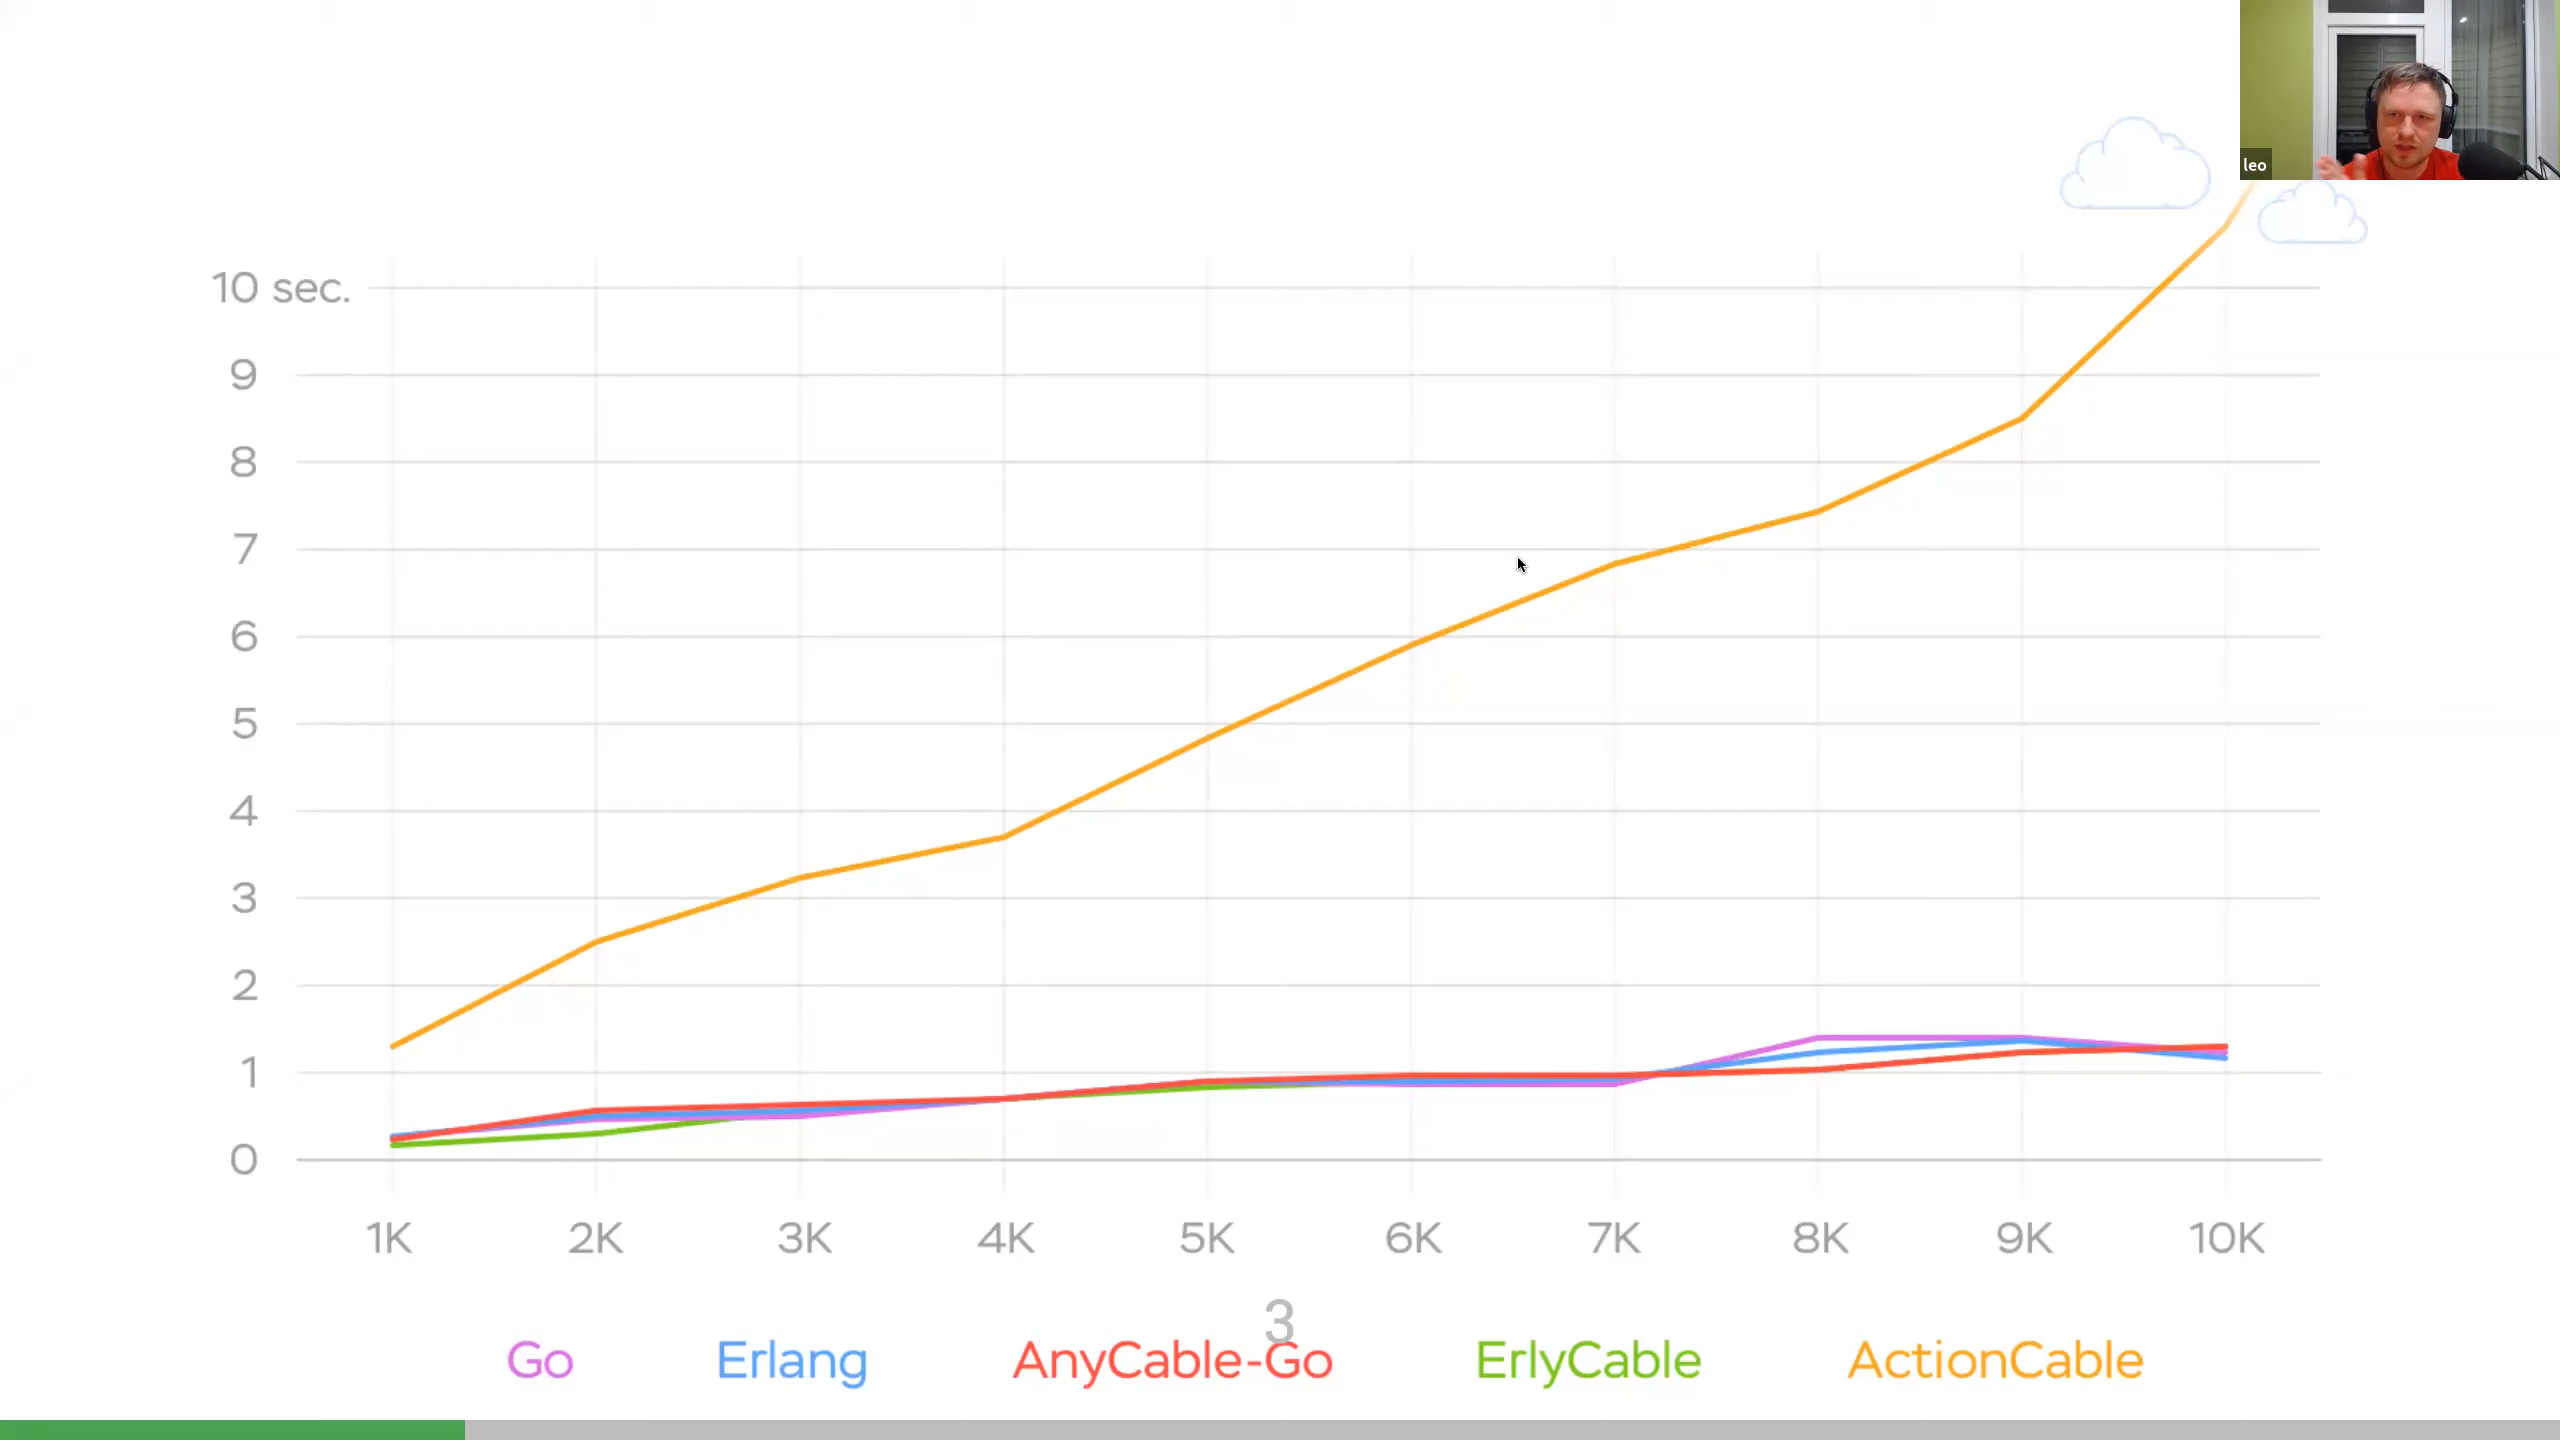 leo
10 sec.
9
8
7
6
5
4
3
2
1
0
1K 2K 3K 4K 5K 6K 7K 8K 9K 10K
3
Go Erlang AnyCable-Go ErlyCable ActionCable